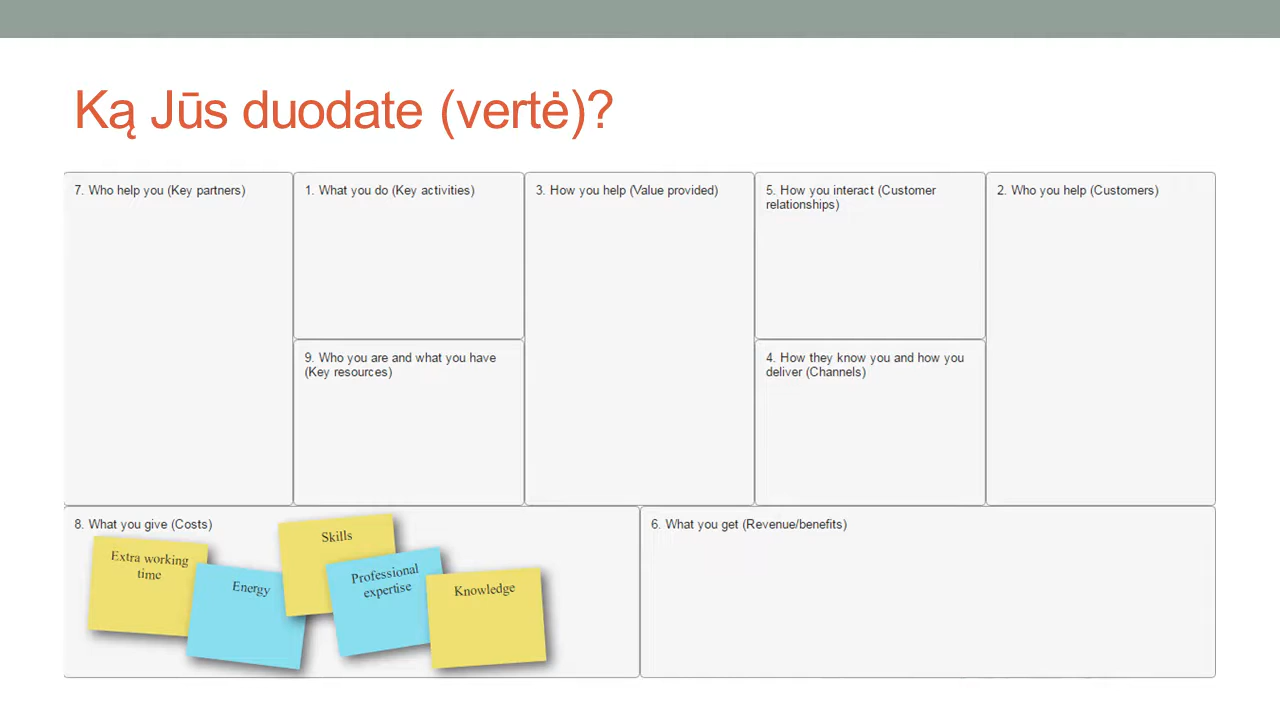 Ką Jūs duodate (vertė)?
7. Who help you (Key partners)
1. What you do (Key activities)
3. How you help (Value provided)
5. How you interact (Customer
relationships)
2. Who you help (Customers)
9. Who you are and what you have
(Key resources)
4. How they know you and how you
deliver (Channels)
8. What you give (Costs)
Extra working
time
Energy
Skills
Professional
expertise
Knowledge
6. What you get (Revenue/benefits)